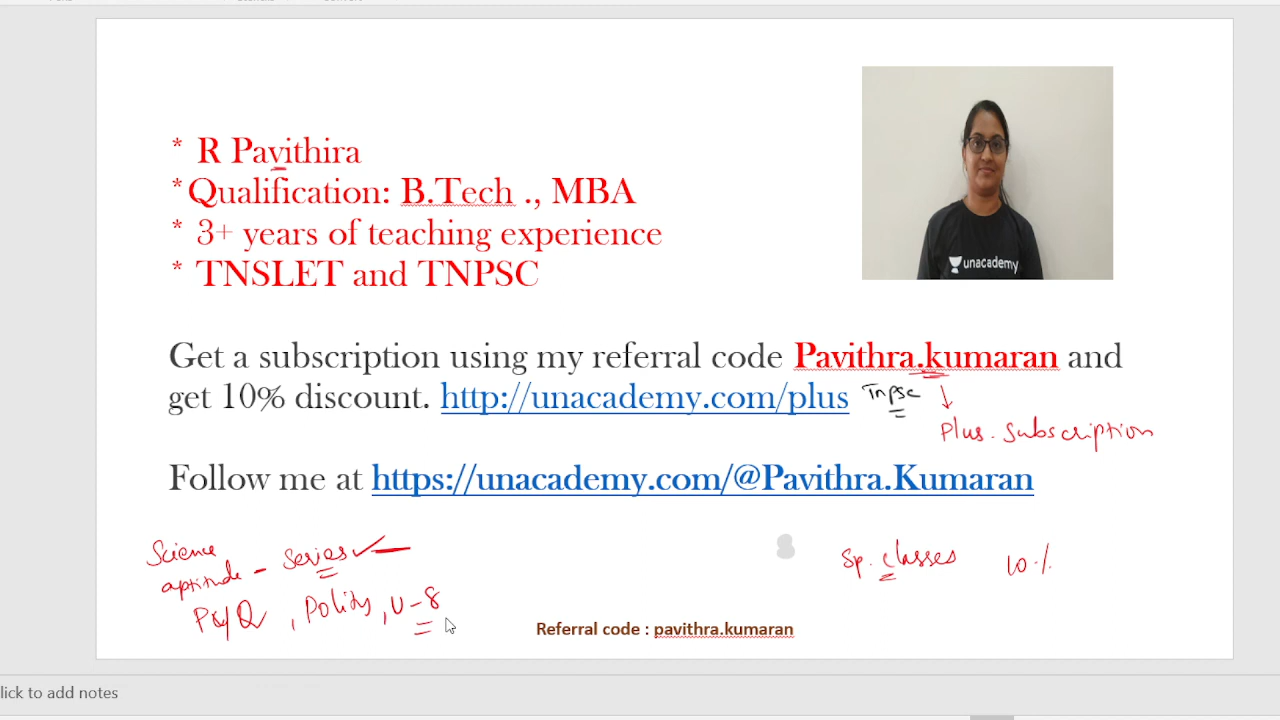 * R Pavithira
*Qualification: B.Tech ., MBA
* 3+ years of teaching experience
* TNSLET and TNPSC
unacademy
Get a subscription using my referral code Pavithra.kumaran and
get 10% discount. http://unacademy.com/plus
Tnpsc
Plus. Subscription
Follow me at https://unacademy.com/@Pavithra.Kumaran
Science
aptitude - Series
PyQ, Polity, U-8
Sp. classes 10%
Referral code : pavithra.kumaran
lick to add notes